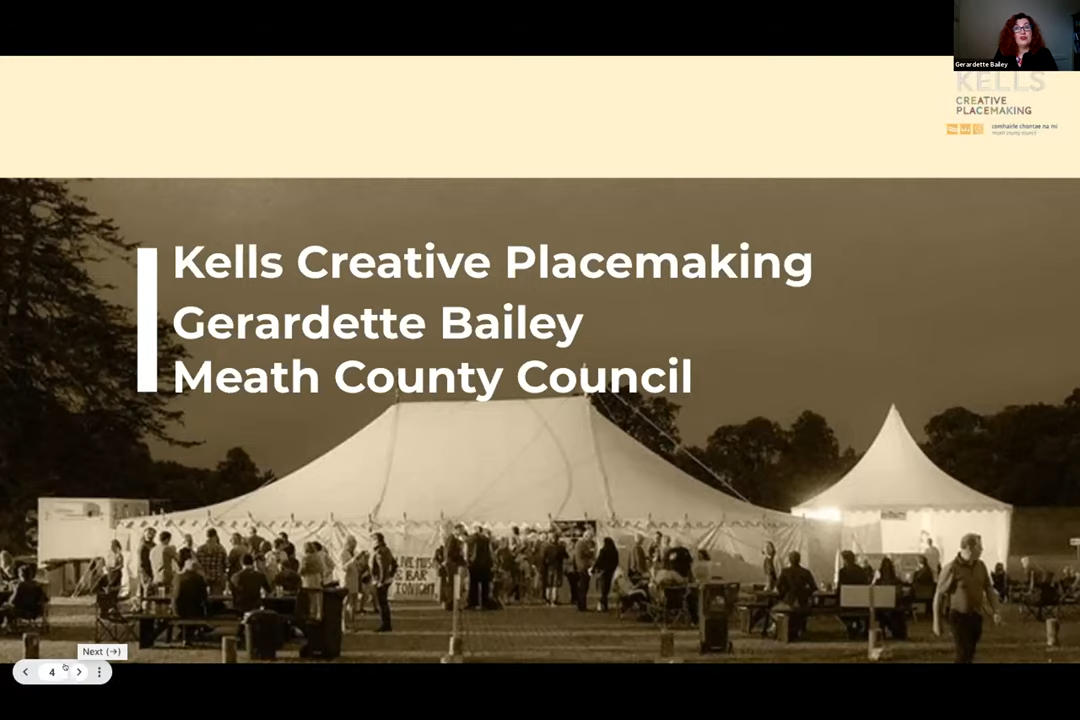 Gerardette Bailey
KELLS
CREATIVE
PLACEMAKING
comhairle chontae na mí
meath county council
Kells Creative Placemaking
Gerardette Bailey
Meath County Council
LIVE MUSIC
& BAR
TONIGHT
Next (→)
4